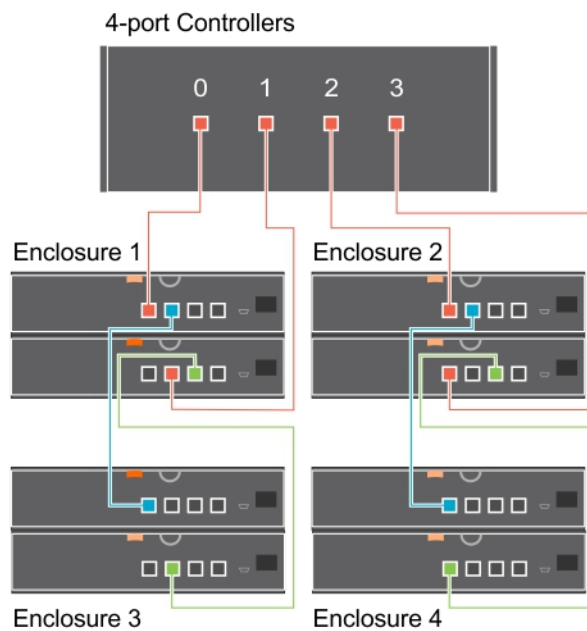 4-port Controllers
0 1 2 3
Enclosure 1 Enclosure 2
Enclosure 3 Enclosure 4